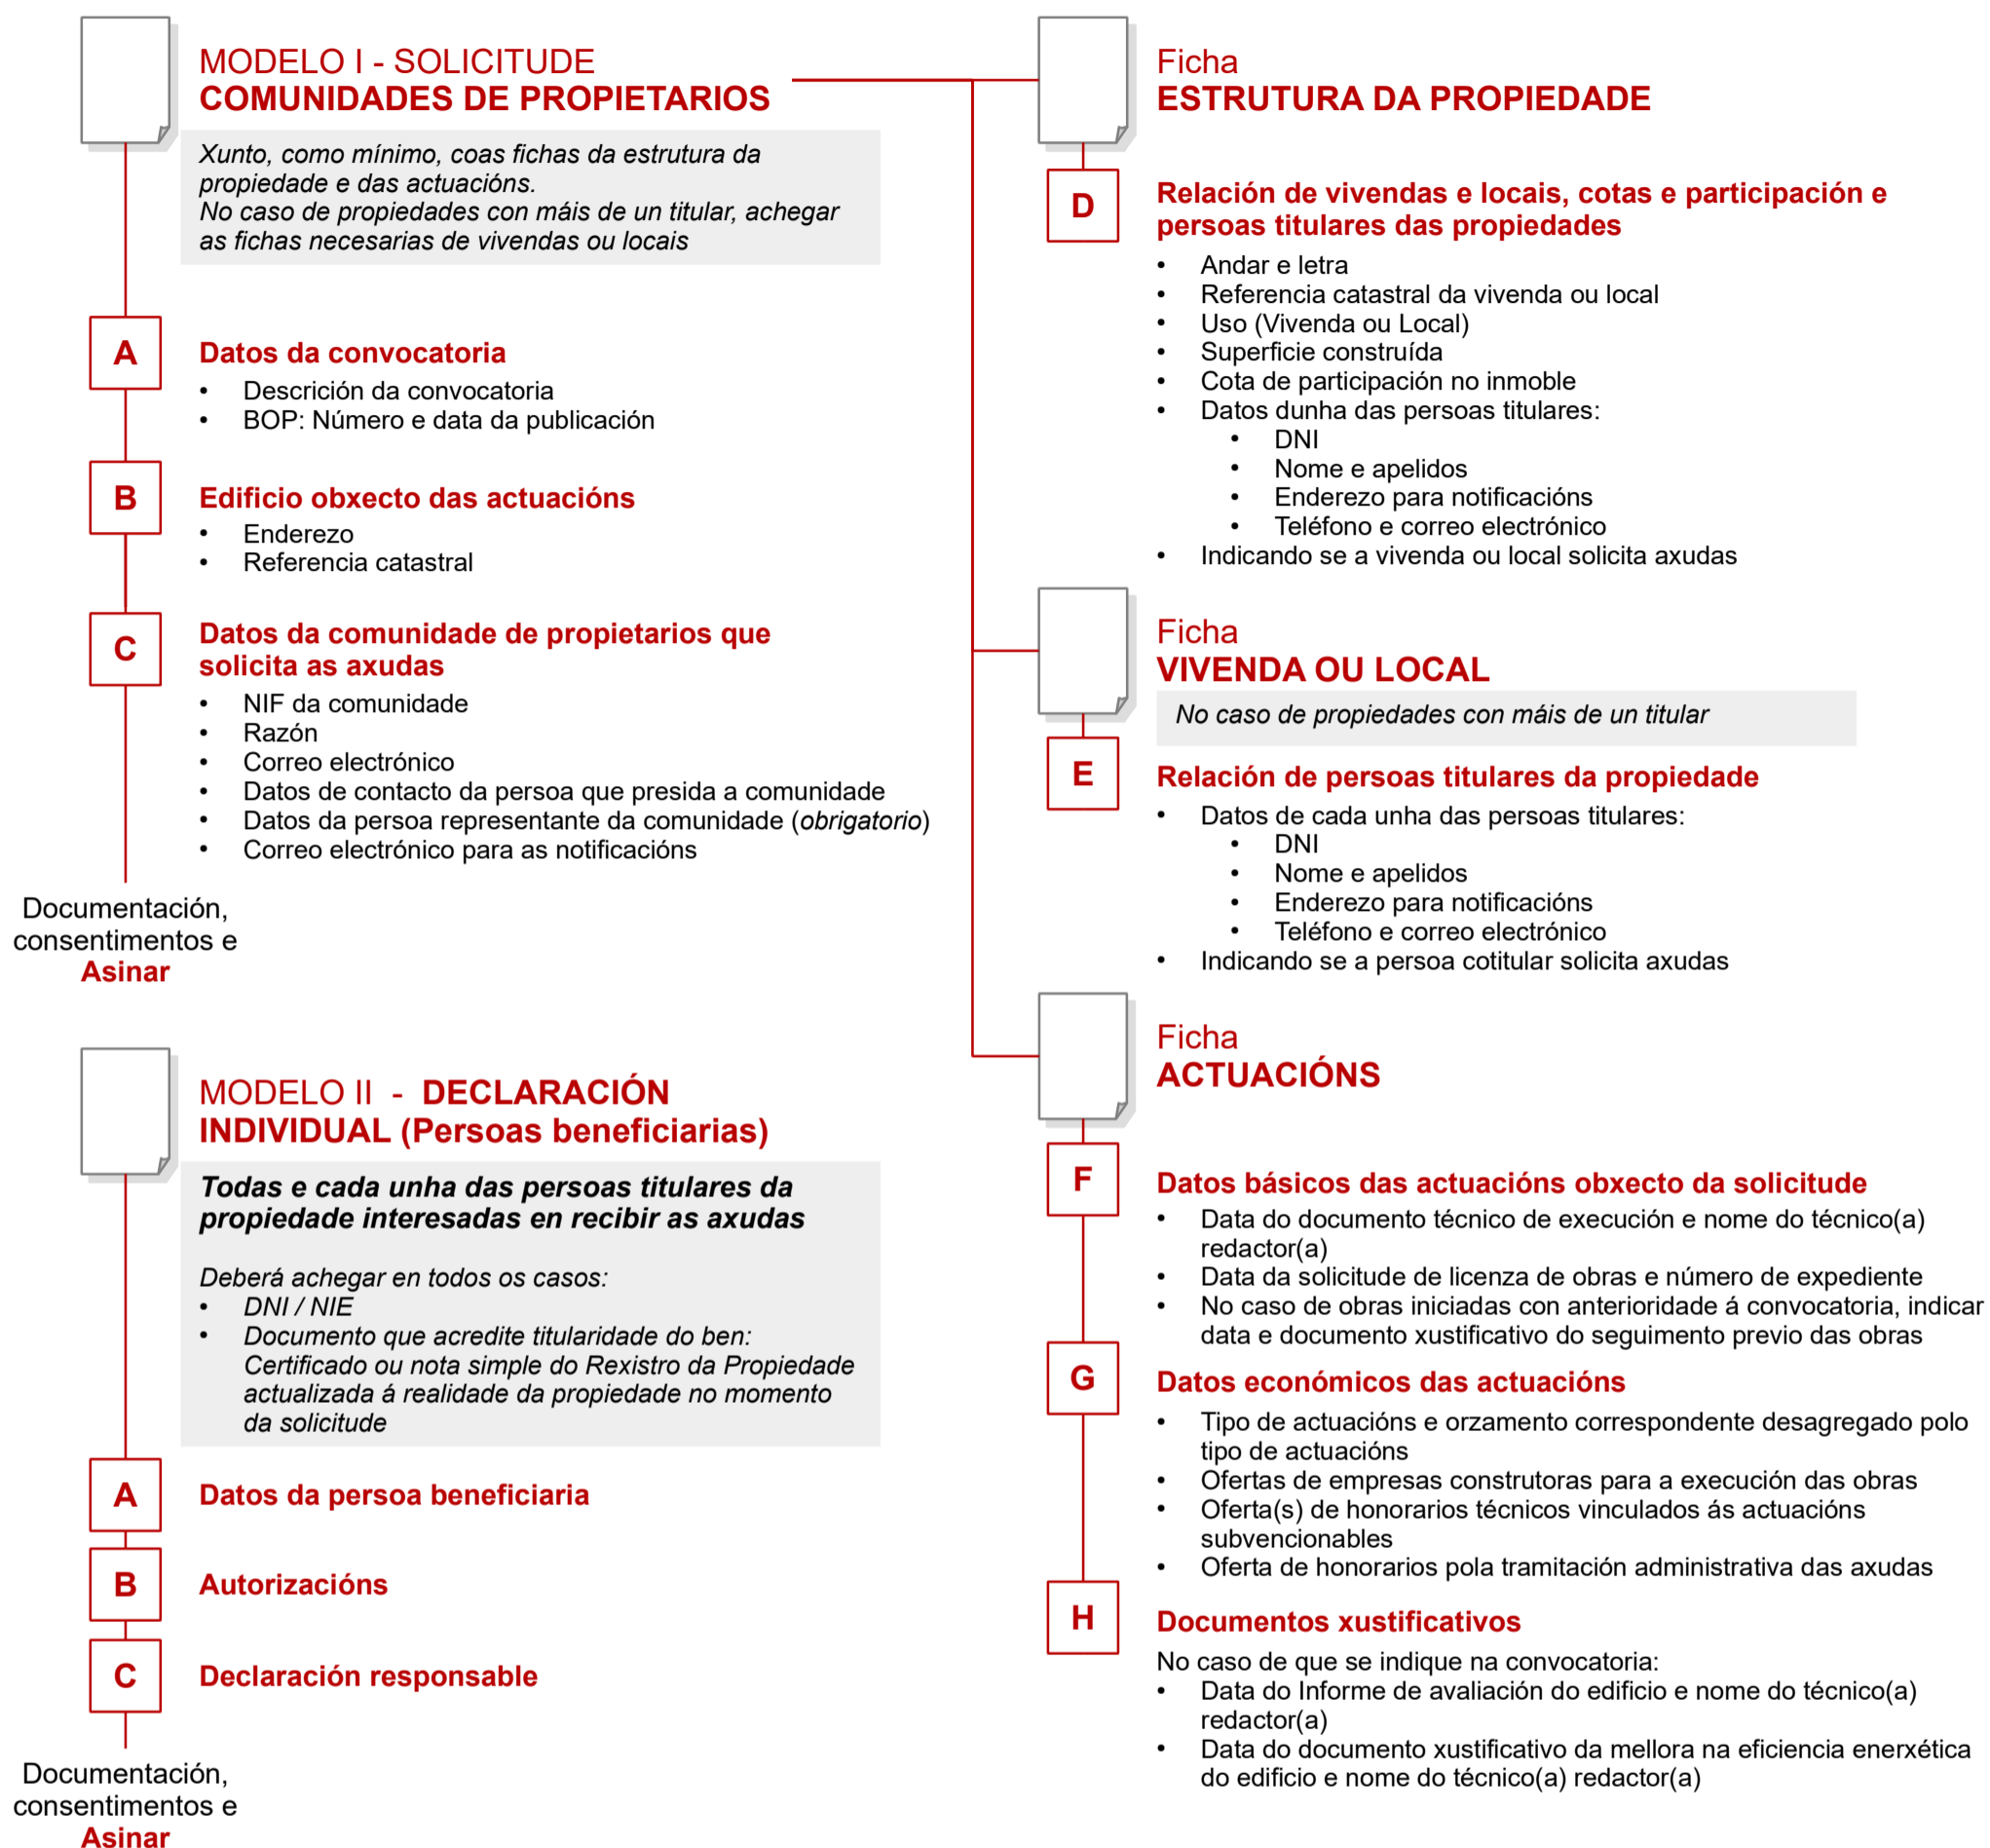 MODELO I - SOLICITUDE
COMUNIDADES DE PROPIETARIOS
Xunto, como mínimo, coas fichas da estrutura da
propiedade e das actuacións.
No caso de propiedades con máis de un titular, achegar
as fichas necesarias de vivendas ou locais
A
Datos da convocatoria
• Descrición da convocatoria
• BOP: Número e data da publicación
B
Edificio obxecto das actuacións
• Enderezo
• Referencia catastral
C
Datos da comunidade de propietarios que
solicita as axudas
• NIF da comunidade
• Razón
• Correo electrónico
• Datos de contacto da persoa que presida a comunidade
• Datos da persoa representante da comunidade (obrigatorio)
• Correo electrónico para as notificacións
Documentación,
consentimentos e
Asinar
MODELO II - DECLARACIÓN
INDIVIDUAL (Persoas beneficiarias)
Todas e cada unha das persoas titulares da
propiedade interesadas en recibir as axudas
Deberá achegar en todos os casos:
• DNI / NIE
• Documento que acredite titularidade do ben:
Certificado ou nota simple do Rexistro da Propiedade
actualizada á realidade da propiedade no momento
da solicitude
A
Datos da persoa beneficiaria
B
Autorizacións
C
Declaración responsable
Documentación,
consentimentos e
Asinar
Ficha
ESTRUTURA DA PROPIEDADE
D
Relación de vivendas e locais, cotas e participación e
persoas titulares das propiedades
• Andar e letra
• Referencia catastral da vivenda ou local
• Uso (Vivenda ou Local)
• Superficie construída
• Cota de participación no inmoble
• Datos dunha das persoas titulares:
• DNI
• Nome e apelidos
• Enderezo para notificacións
• Teléfono e correo electrónico
• Indicando se a vivenda ou local solicita axudas
Ficha
VIVENDA OU LOCAL
No caso de propiedades con máis de un titular
E
Relación de persoas titulares da propiedade
• Datos de cada unha das persoas titulares:
• DNI
• Nome e apelidos
• Enderezo para notificacións
• Teléfono e correo electrónico
• Indicando se a persoa cotitular solicita axudas
Ficha
ACTUACIÓNS
F
Datos básicos das actuacións obxecto da solicitude
• Data do documento técnico de execución e nome do técnico(a)
redactor(a)
• Data da solicitude de licenza de obras e número de expediente
• No caso de obras iniciadas con anterioridade á convocatoria, indicar
data e documento xustificativo do seguimento previo das obras
G
Datos económicos das actuacións
• Tipo de actuacións e orzamento correspondente desagregado polo
tipo de actuacións
• Ofertas de empresas construtoras para a execución das obras
• Oferta(s) de honorarios técnicos vinculados ás actuacións
subvencionables
• Oferta de honorarios pola tramitación administrativa das axudas
H
Documentos xustificativos
No caso de que se indique na convocatoria:
• Data do Informe de avaliación do edificio e nome do técnico(a)
redactor(a)
• Data do documento xustificativo da mellora na eficiencia enerxética
do edificio e nome do técnico(a) redactor(a)